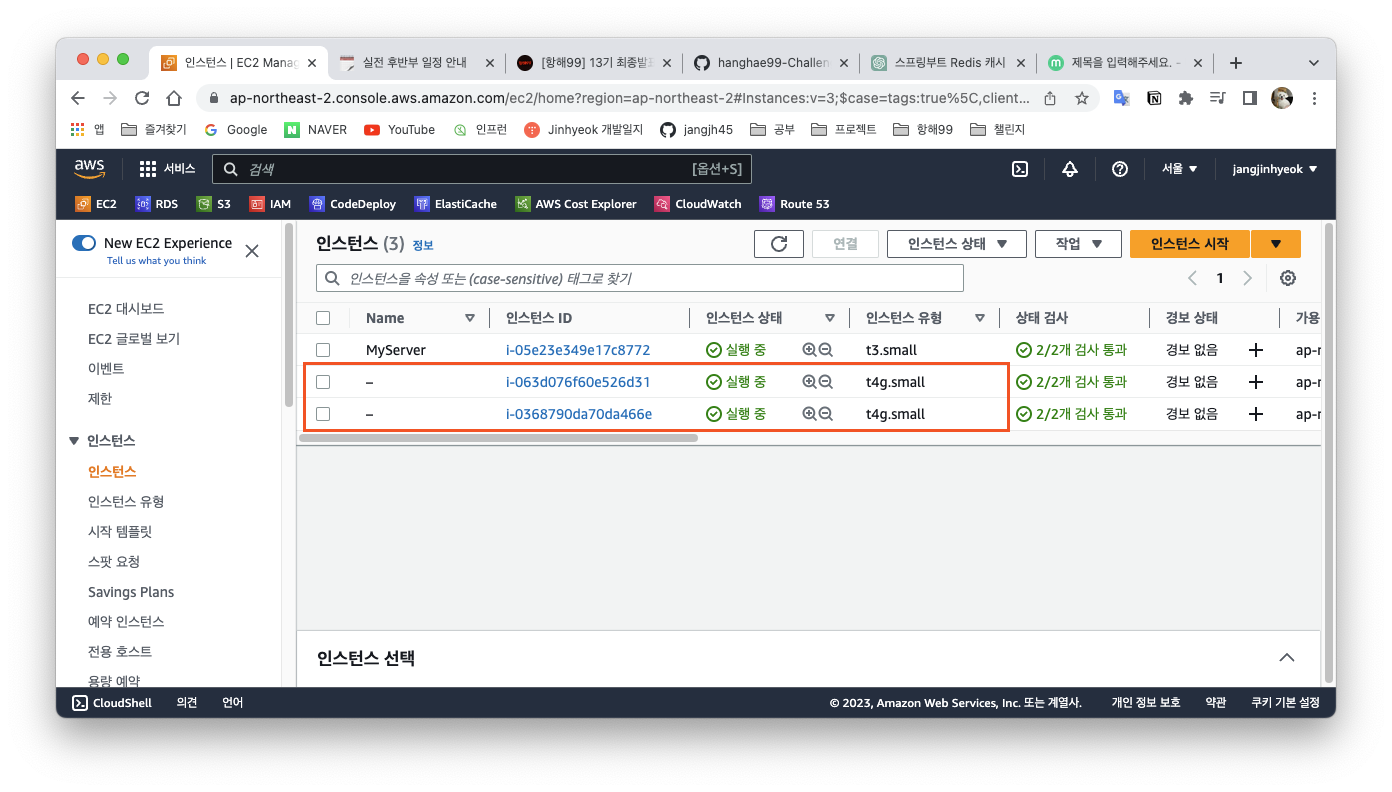 인스턴스 | EC2 Manag
실전 후반부 일정 안내
[항해99] 13기 최종발표
hanghae99-Challen
스프링부트 Redis 캐시
제목을 입력해주세요. -
ap-northeast-2.console.aws.amazon.com/ec2/home?region=ap-northeast-2#Instances:v=3;$case=tags:true%5C,client...
앱 즐겨찾기 Google NAVER YouTube 인프런 Jinhyeok 개발일지 jangjh45 공부 프로젝트 항해99 챌린지
aws 서비스 검색 [옵션+S] 서울 jangjinhyeok
EC2 RDS S3 IAM CodeDeploy ElastiCache AWS Cost Explorer CloudWatch Route 53
New EC2 Experience
Tell us what you think
EC2 대시보드
EC2 글로벌 보기
이벤트
제한
인스턴스
인스턴스
인스턴스 유형
시작 템플릿
스팟 요청
Savings Plans
예약 인스턴스
전용 호스트
용량 예약
인스턴스 (3) 정보 연결 인스턴스 상태 작업 인스턴스 시작
인스턴스을 속성 또는 (case-sensitive) 태그로 찾기 1
Name 인스턴스 ID 인스턴스 상태 인스턴스 유형 상태 검사 경보 상태 가용
MyServer i-05e23e349e17c8772 실행 중 t3.small 2/2개 검사 통과 경보 없음 ap-n
– i-063d076f60e526d31 실행 중 t4g.small 2/2개 검사 통과 경보 없음 ap-n
– i-0368790da70da466e 실행 중 t4g.small 2/2개 검사 통과 경보 없음 ap-n
인스턴스 선택
CloudShell 의견 언어 © 2023, Amazon Web Services, Inc. 또는 계열사. 개인 정보 보호 약관 쿠키 기본 설정